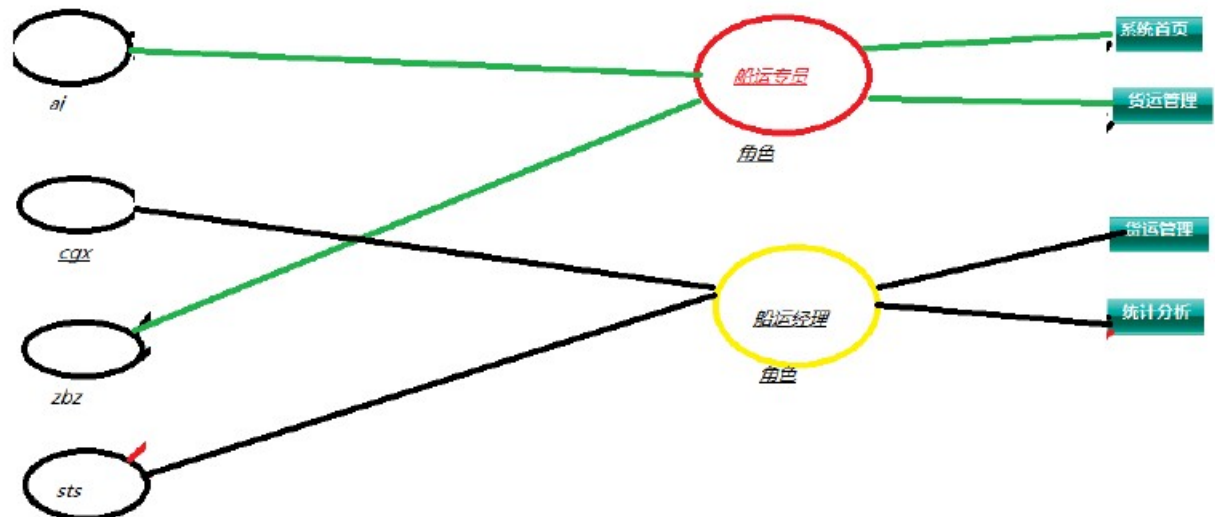 系统首页
船运专员
货运管理
aj
角色
cgx
货运管理
船运经理
统计分析
角色
zbz
sts